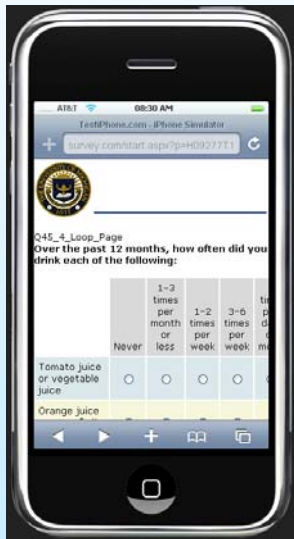 AT&T 08:30 AM
TestiPhone.com - iPhone Simulator
survey.com/start.aspx?p=H09277T1
Q45_4_Loop_Page
Over the past 12 months, how often did you
drink each of the following:
Never
1-3
times
per
month
or
less
1-2
times
per
week
3-6
times
per
week
Tomato juice
or vegetable
juice
Orange juice